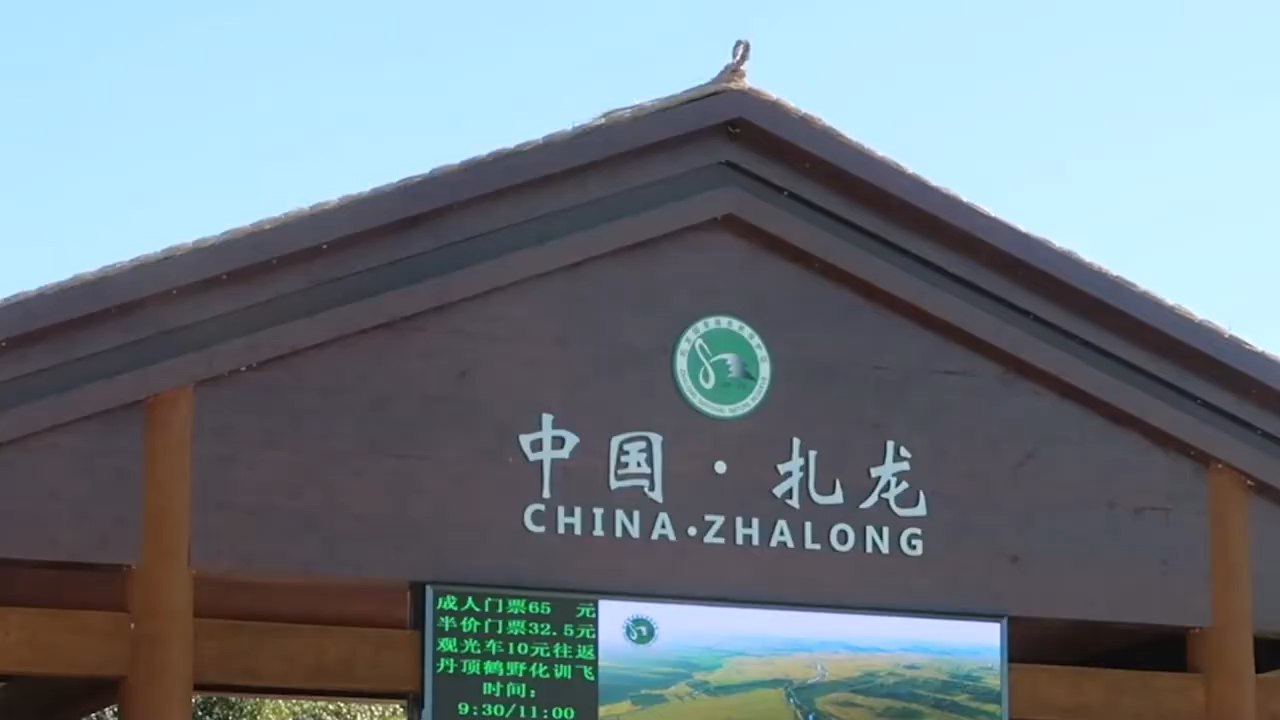 中国·扎龙
CHINA·ZHALONG
成人门票65 元
半价门票32.5元
观光车10元往返
丹顶鹤野化训飞
时间:
9:30/11:00